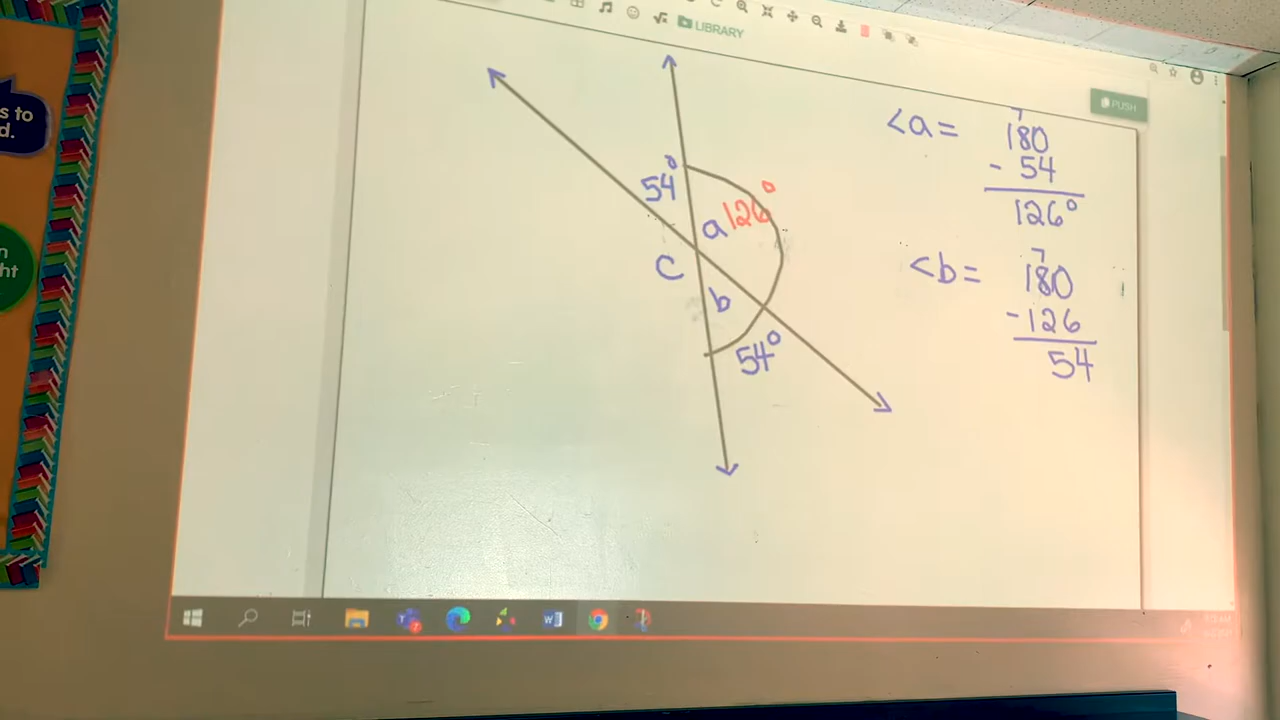 s to
d.
n
ht
LIBRARY
PUSH
54°
a 126°
c
b
54°
<a= 180
- 54
126°
<b= 180
-126
54